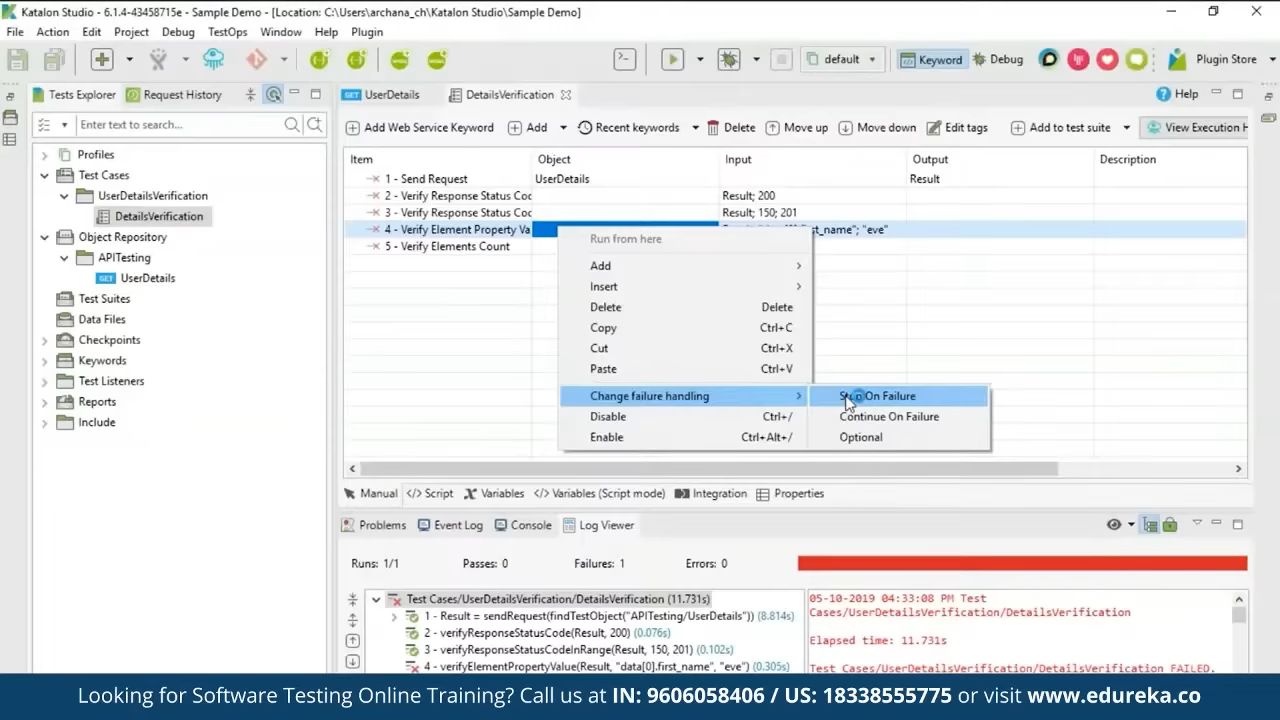 Katalon Studio - 6.1.4-43458715e - Sample Demo - [Location: C:\Users\archana_ch\Katalon Studio\Sample Demo]
File Action Edit Project Debug TestOps Window Help Plugin
default Keyword Debug Plugin Store
Tests Explorer Request History
Enter text to search...
Profiles
Test Cases
UserDetailsVerification
DetailsVerification
Object Repository
APITesting
GET UserDetails
Test Suites
Data Files
Checkpoints
Keywords
Test Listeners
Reports
Include
GET UserDetails DetailsVerification Help
Add Web Service Keyword Add Recent keywords Delete Move up Move down Edit tags Add to test suite View Execution H
Item Object Input Output Description
1 - Send Request UserDetails Result
2 - Verify Response Status Coc Result; 200
3 - Verify Response Status Coc Result; 150; 201
4 - Verify Element Property Va st_name"; "eve"
5 - Verify Elements Count
Run from here
Add
Insert
Delete Delete
Copy Ctrl+C
Cut Ctrl+X
Paste Ctrl+V
Change failure handling
Disable Ctrl+/
Enable Ctrl+Alt+/
On Failure
Continue On Failure
Optional
Manual </> Script Variables </> Variables (Script mode) Integration Properties
Problems Event Log Console Log Viewer
Runs: 1/1 Passes: 0 Failures: 1 Errors: 0
Test Cases/UserDetailsVerification/DetailsVerification (11.731s)
1 - Result = sendRequest(findTestObject("APITesting/UserDetails")) (8.814s)
2 - verifyResponseStatusCode(Result, 200) (0.076s)
3 - verifyResponseStatusCodeInRange(Result, 150, 201) (0.102s)
4 - verifyElementPropertyValue(Result, "data[0].first_name", "eve") (0.305s)
05-10-2019 04:33:08 PM Test
Cases/UserDetailsVerification/DetailsVerification
Elapsed time: 11.731s
Test Cases/UserDetailsVerification/DetailsVerification FAILED.
Looking for Software Testing Online Training? Call us at IN: 9606058406 / US: 18338555775 or visit www.edureka.co